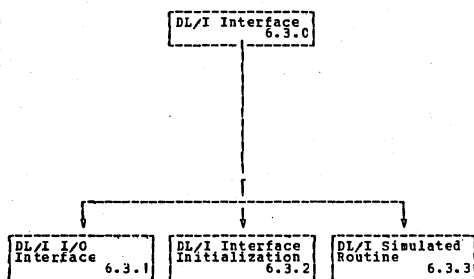 DL/I Interface
6.3.0
DL/I I/O
Interface
6.3.1
DL/I Interface
Initialization
6.3.2
DL/I Simulated
Routine
6.3.3